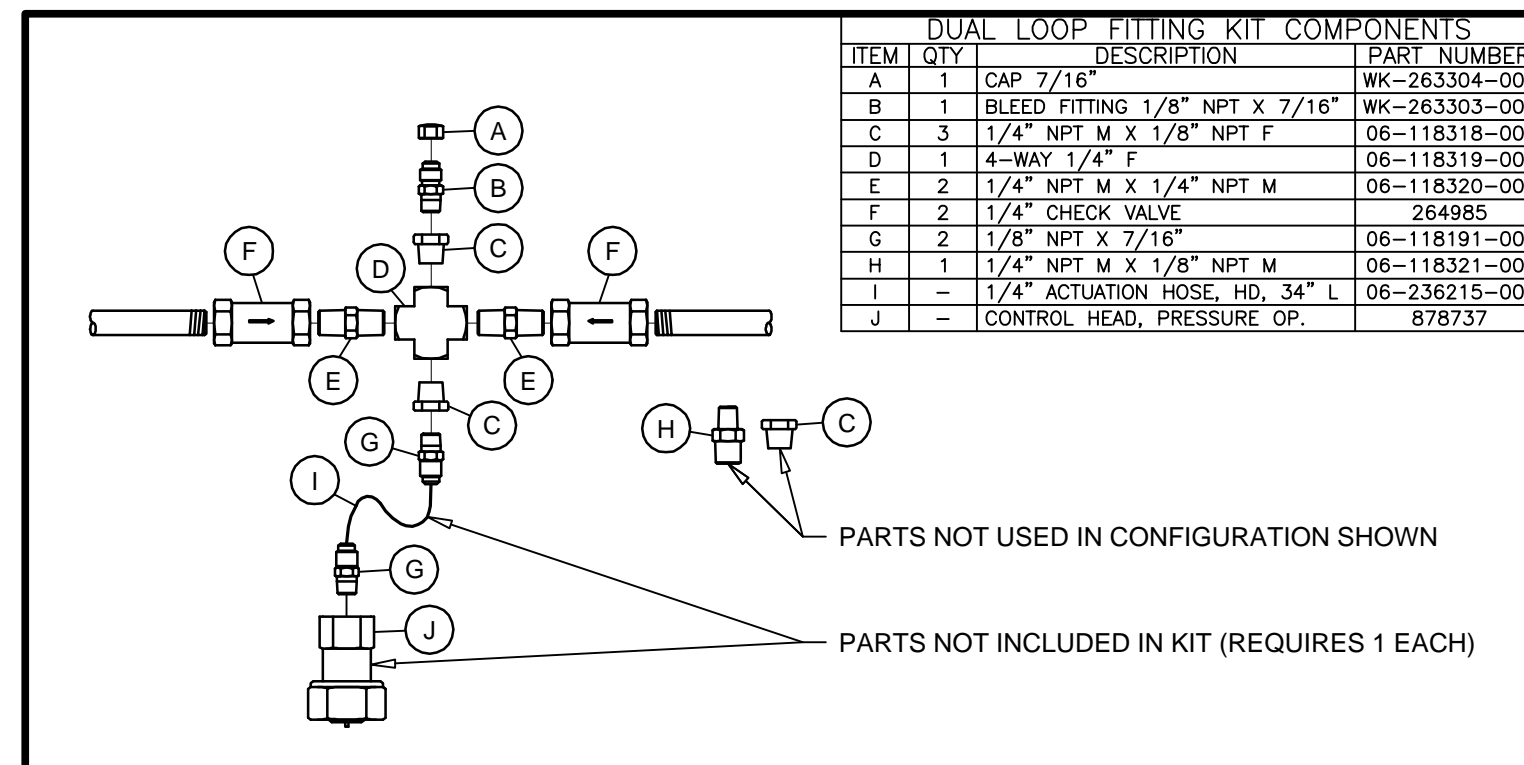 DUAL LOOP FITTING KIT COMPONENTS
ITEM QTY DESCRIPTION PART NUMBER
A 1 CAP 7/16" WK-263304-00
B 1 BLEED FITTING 1/8" NPT X 7/16" WK-263303-00
C 3 1/4" NPT M X 1/8" NPT F 06-118318-00
D 1 4-WAY 1/4" F 06-118319-00
E 2 1/4" NPT M X 1/4" NPT M 06-118320-00
F 2 1/4" CHECK VALVE 264985
G 2 1/8" NPT X 7/16" 06-118191-00
H 1 1/4" NPT M X 1/8" NPT M 06-118321-00
I - 1/4" ACTUATION HOSE, HD, 34" L 06-236215-00
J - CONTROL HEAD, PRESSURE OP. 878737
A
B
C
F
D
F
E
E
C
G
H
C
I
PARTS NOT USED IN CONFIGURATION SHOWN
G
J
PARTS NOT INCLUDED IN KIT (REQUIRES 1 EACH)